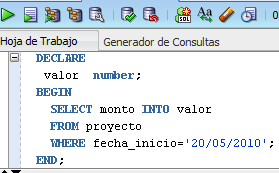 Hoja de Trabajo Generador de Consultas
DECLARE
valor number;
BEGIN
SELECT monto INTO valor
FROM proyecto
WHERE fecha_inicio='20/05/2010';
END;